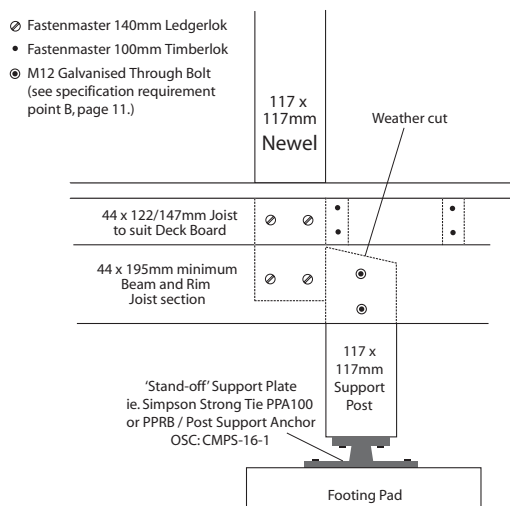 Fastenmaster 140mm Ledgerlok
Fastenmaster 100mm Timberlok
M12 Galvanised Through Bolt
(see specification requirement
point B, page 11.)
117 x
117mm
Newel
Weather cut
44 x 122/147mm Joist
to suit Deck Board
44 x 195mm minimum
Beam and Rim
Joist section
117 x
117mm
Support
Post
‘Stand-off’ Support Plate
ie. Simpson Strong Tie PPA100
or PPRB / Post Support Anchor
OSC: CMPS-16-1
Footing Pad